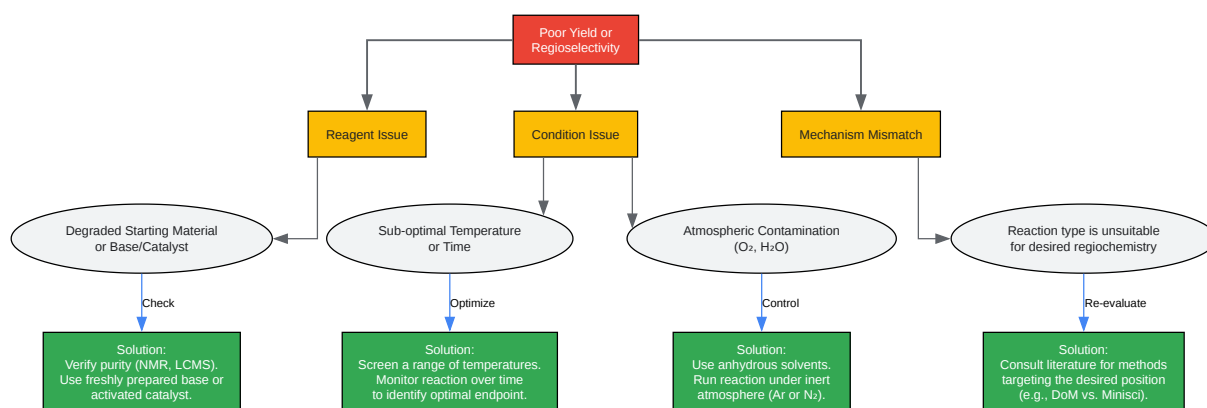 Poor Yield or
Regioselectivity
Reagent Issue
Condition Issue
Mechanism Mismatch
Degraded Starting Material
or Base/Catalyst
Sub-optimal Temperature
or Time
Atmospheric Contamination
(O₂, H₂O)
Reaction type is unsuitable
for desired regiochemistry
Check
Optimize
Control
Re-evaluate
Solution:
Verify purity (NMR, LCMS).
Use freshly prepared base or
activated catalyst.
Solution:
Screen a range of temperatures.
Monitor reaction over time
to identify optimal endpoint.
Solution:
Use anhydrous solvents.
Run reaction under inert
atmosphere (Ar or N₂).
Solution:
Consult literature for methods
targeting the desired position
(e.g., DoM vs. Minisci).